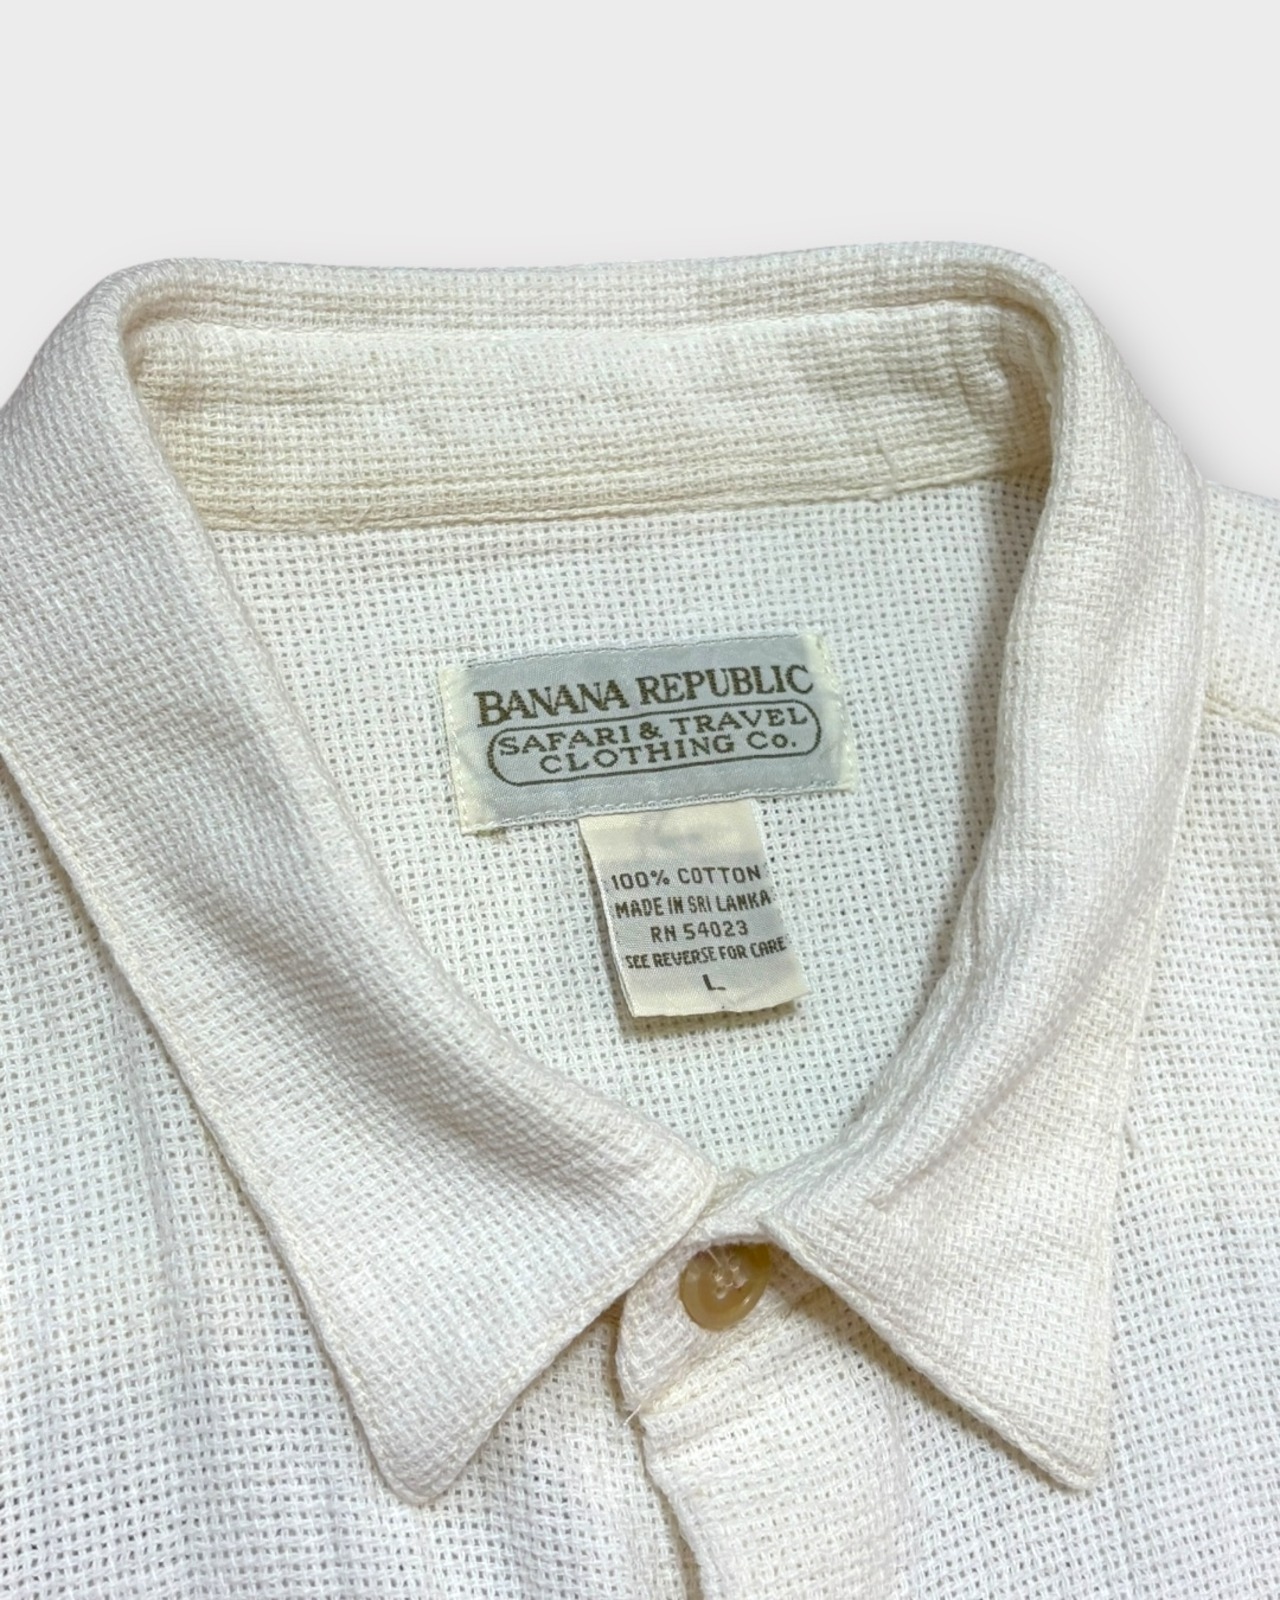 BANANA REPUBLIC
SAFARI & TRAVEL
CLOTHING Co.
100% COTTON
MADE IN SRI LANKA
RN 54023
SEE REVERSE FOR CARE
L